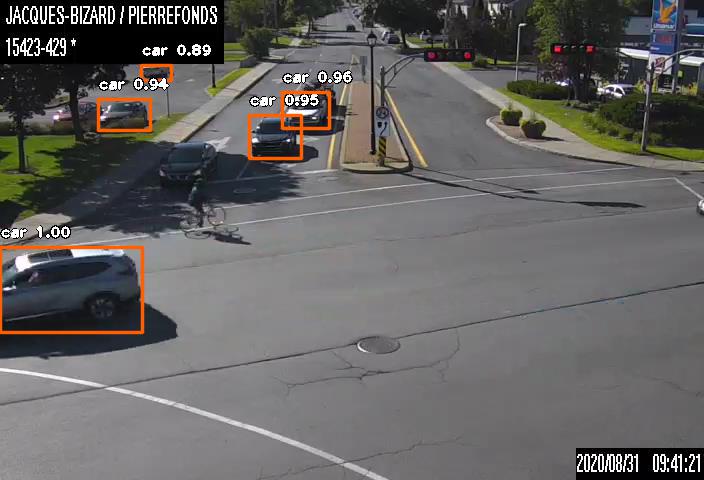 JACQUES-BIZARD / PIERREFONDS
15423-429 *
car 0.89
car 0.94
car 0.96
car 0.95
car 1.00
2020/08/31 09:41:21